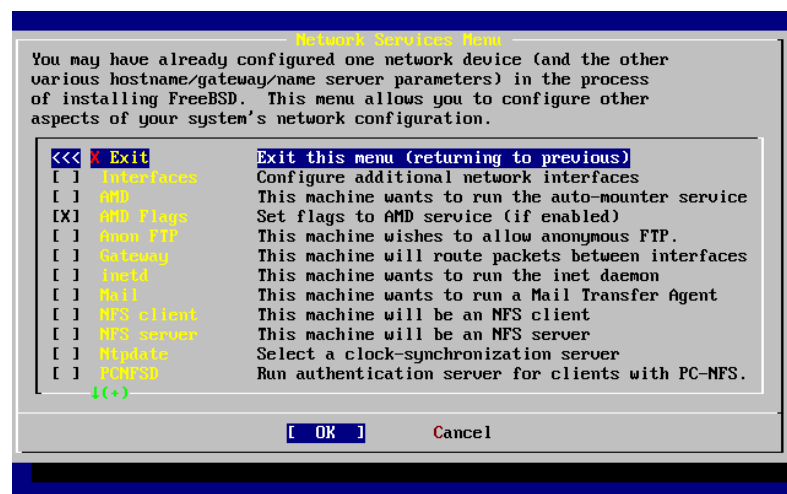 Network Services Menu
You may have already configured one network device (and the other
various hostname/gateway/name server parameters) in the process
of installing FreeBSD.  This menu allows you to configure other
aspects of your system's network configuration.
<<< X Exit Exit this menu (returning to previous)
[ ] Interfaces Configure additional network interfaces
[ ] AMD This machine wants to run the auto-mounter service
[X] AMD Flags Set flags to AMD service (if enabled)
[ ] Anon FTP This machine wishes to allow anonymous FTP.
[ ] Gateway This machine will route packets between interfaces
[ ] inetd This machine wants to run the inet daemon
[ ] Mail This machine wants to run a Mail Transfer Agent
[ ] NFS client This machine will be an NFS client
[ ] NFS server This machine will be an NFS server
[ ] Ntpdate Select a clock-synchronization server
[ ] PCNFSD Run authentication server for clients with PC-NFS.
↓(+)
[ OK ] Cancel